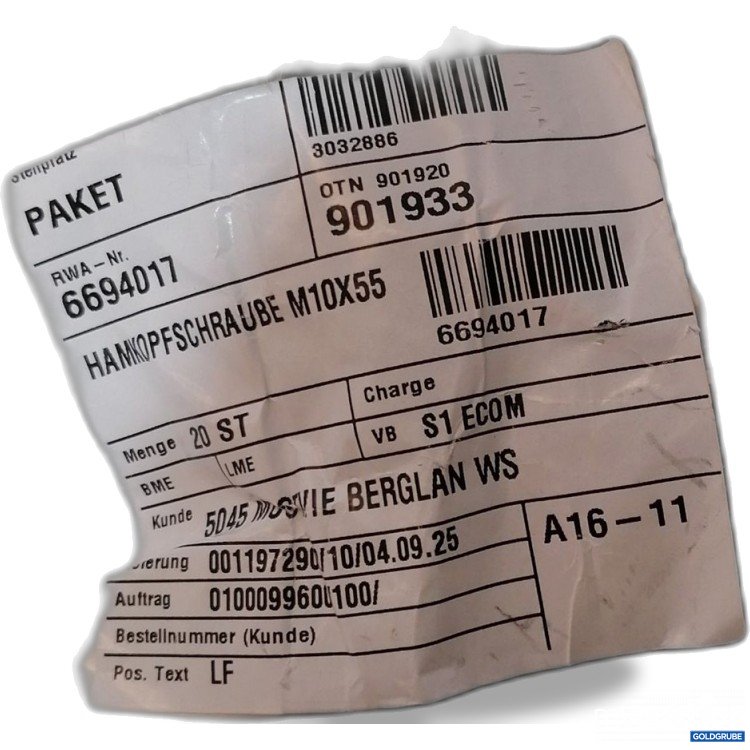 Stellplatz
PAKET
3032886
OTN 901920
901933
RWA-Nr.
6694017
HAMKOPFSCHRAUBE M10X55
6694017
Menge 20 ST
Charge
BME LME
VB S1 ECOM
Kunde 5045 BERGLAN WS
001197290/10/04.09.25
A16-11
Auftrag
Bestellnummer (Kunde)
Pos. Text LF
GOLDGRUBE